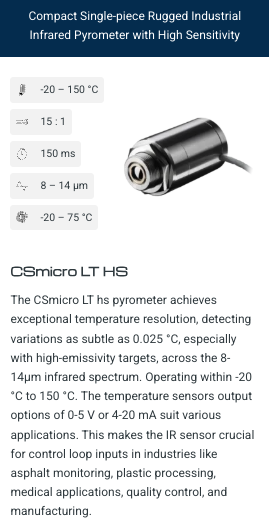 Compact Single-piece Rugged Industrial
Infrared Pyrometer with High Sensitivity
-20 – 150 °C
15 : 1
150 ms
8 – 14 µm
-20 – 75 °C
CSmicro LT HS
The CSmicro LT hs pyrometer achieves
exceptional temperature resolution, detecting
variations as subtle as 0.025 °C, especially
with high-emissivity targets, across the 8-
14µm infrared spectrum. Operating within -20
°C to 150 °C. The temperature sensors output
options of 0-5 V or 4-20 mA suit various
applications. This makes the IR sensor crucial
for control loop inputs in industries like
asphalt monitoring, plastic processing,
medical applications, quality control, and
manufacturing.